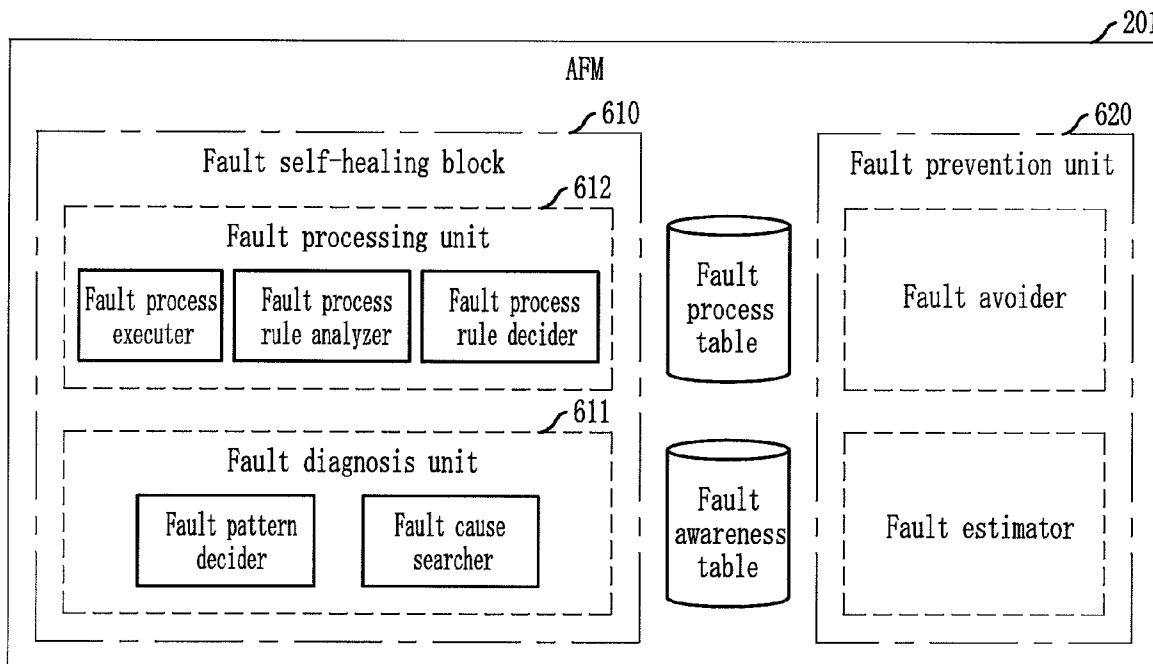 201
AFM
610
Fault self-healing block
612
Fault processing unit
Fault process
executer
Fault process
rule analyzer
Fault process
rule decider
611
Fault diagnosis unit
Fault pattern
decider
Fault cause
searcher
Fault
process
table
Fault
awareness
table
620
Fault prevention unit
Fault avoider
Fault estimator